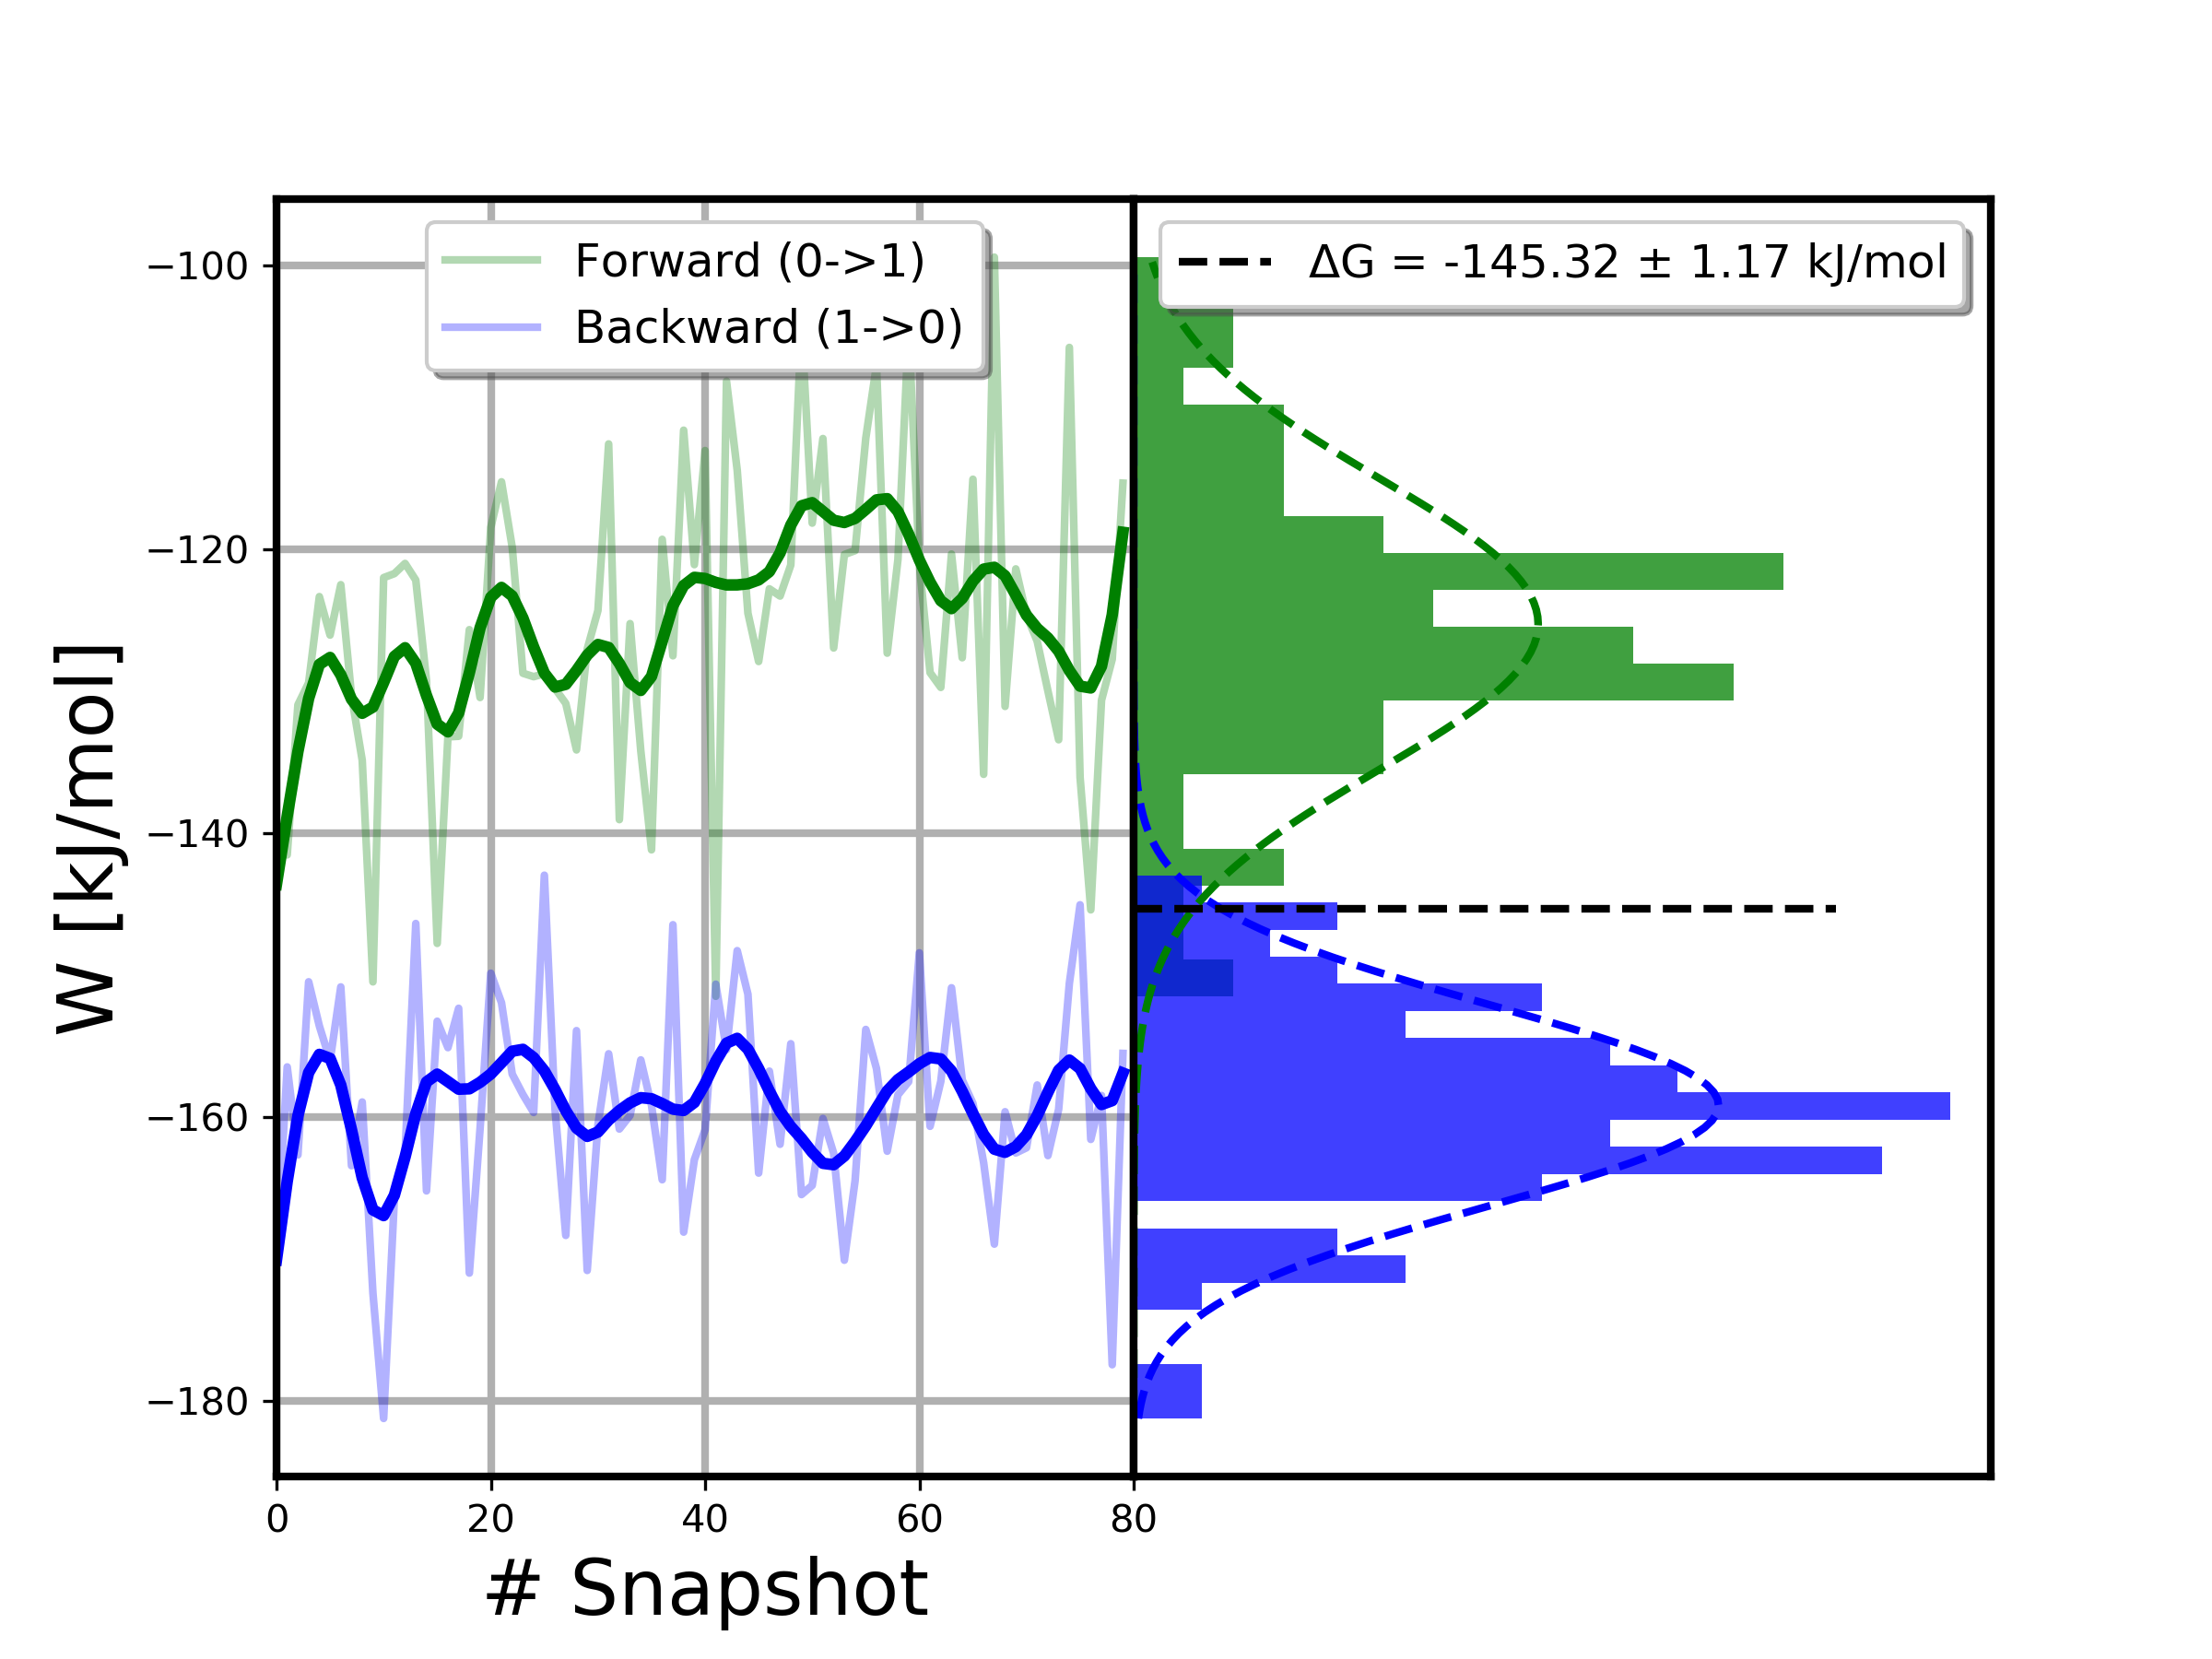 Forward (0->1)
Backward (1->0)
ΔG = -145.32 ± 1.17 kJ/mol
−100
−120
−140
−160
−180
W [kJ/mol]
0
20
40
60
80
# Snapshot